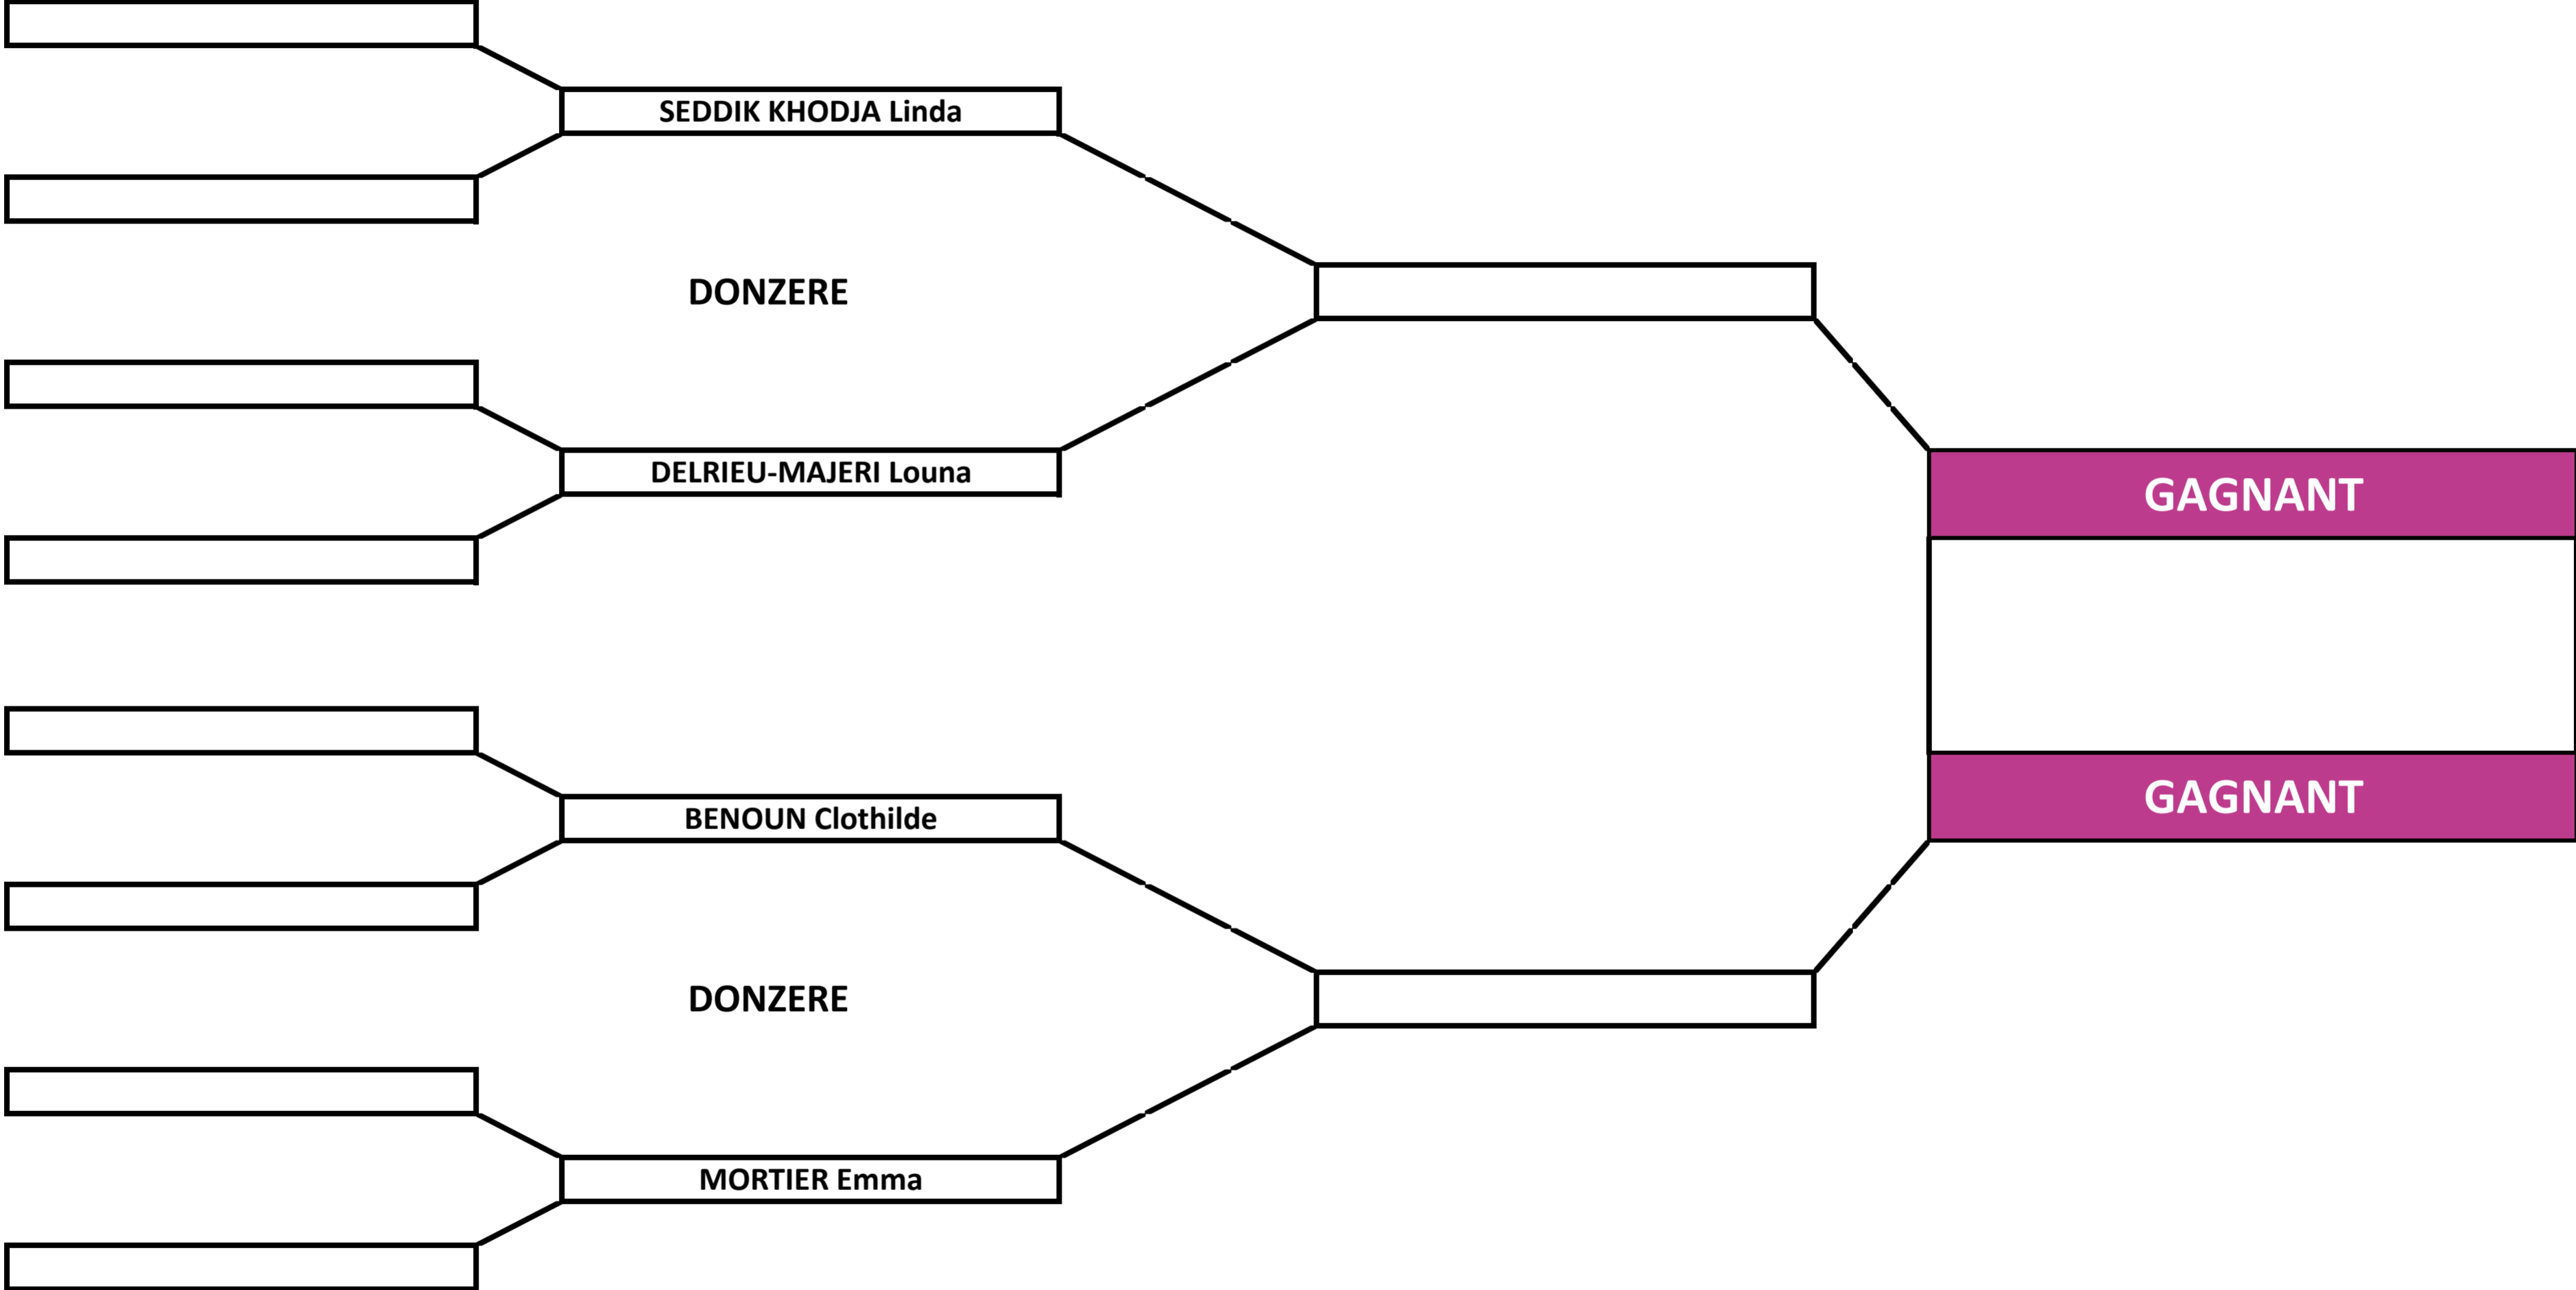 SEDDIK KHODJA Linda
DONZERE
DELRIEU-MAJERI Louna
GAGNANT
GAGNANT
BENOUN Clothilde
DONZERE
MORTIER Emma